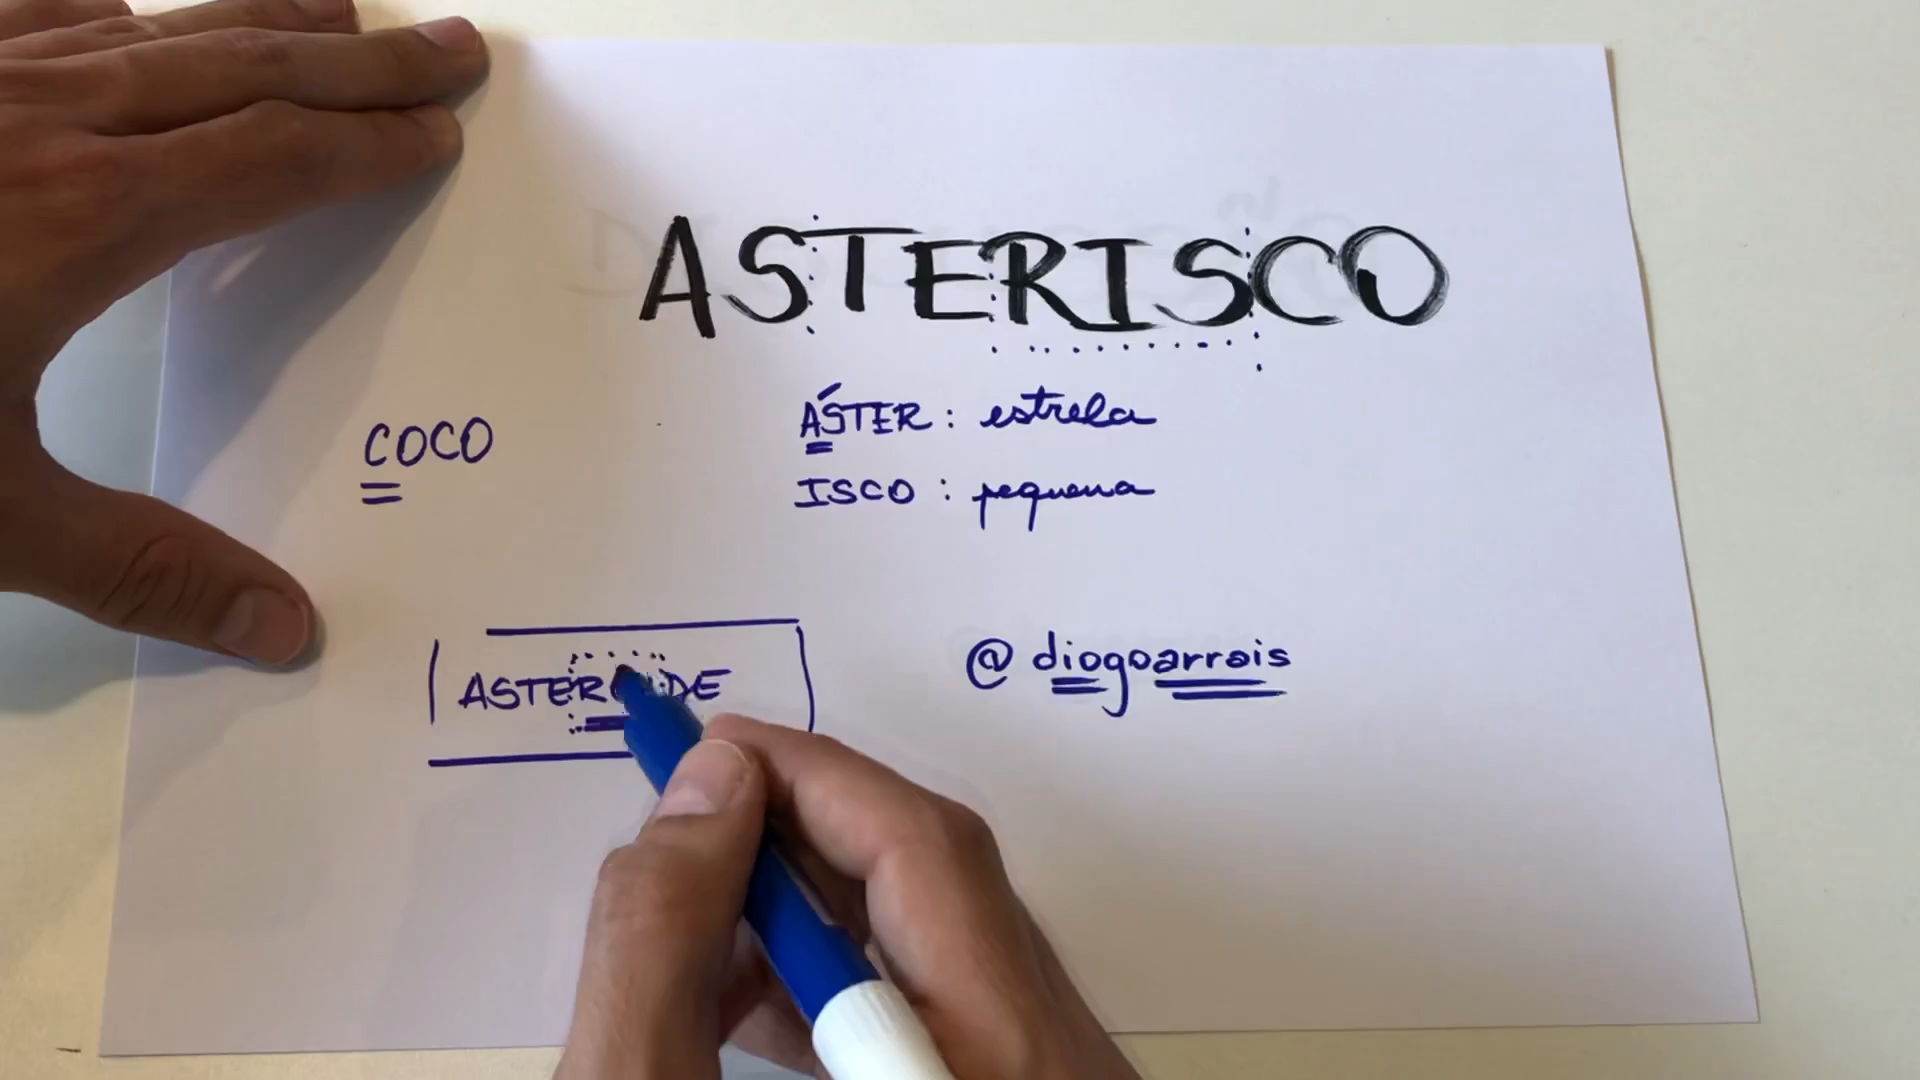 ASTERISCO
ÁSTER: estrela
COCO
ISCO: pequena
@diogoarrais